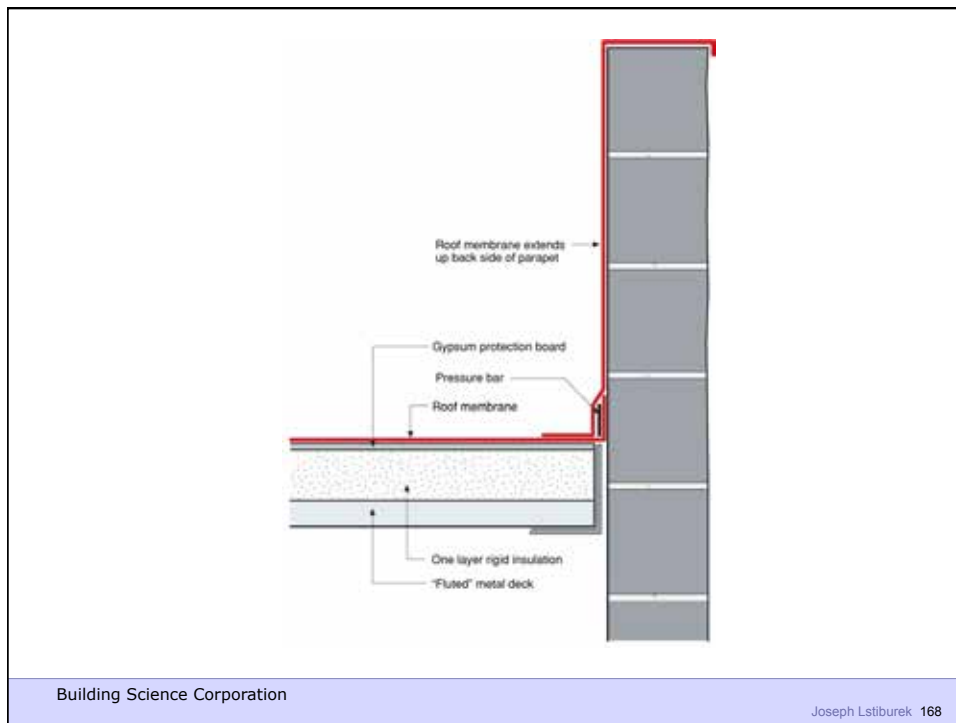 Roof membrane extends
up back side of parapet
Gypsum protection board
Pressure bar
Roof membrane
One layer rigid insulation
"Fluted" metal deck
Building Science Corporation
Joseph Lstiburek 168